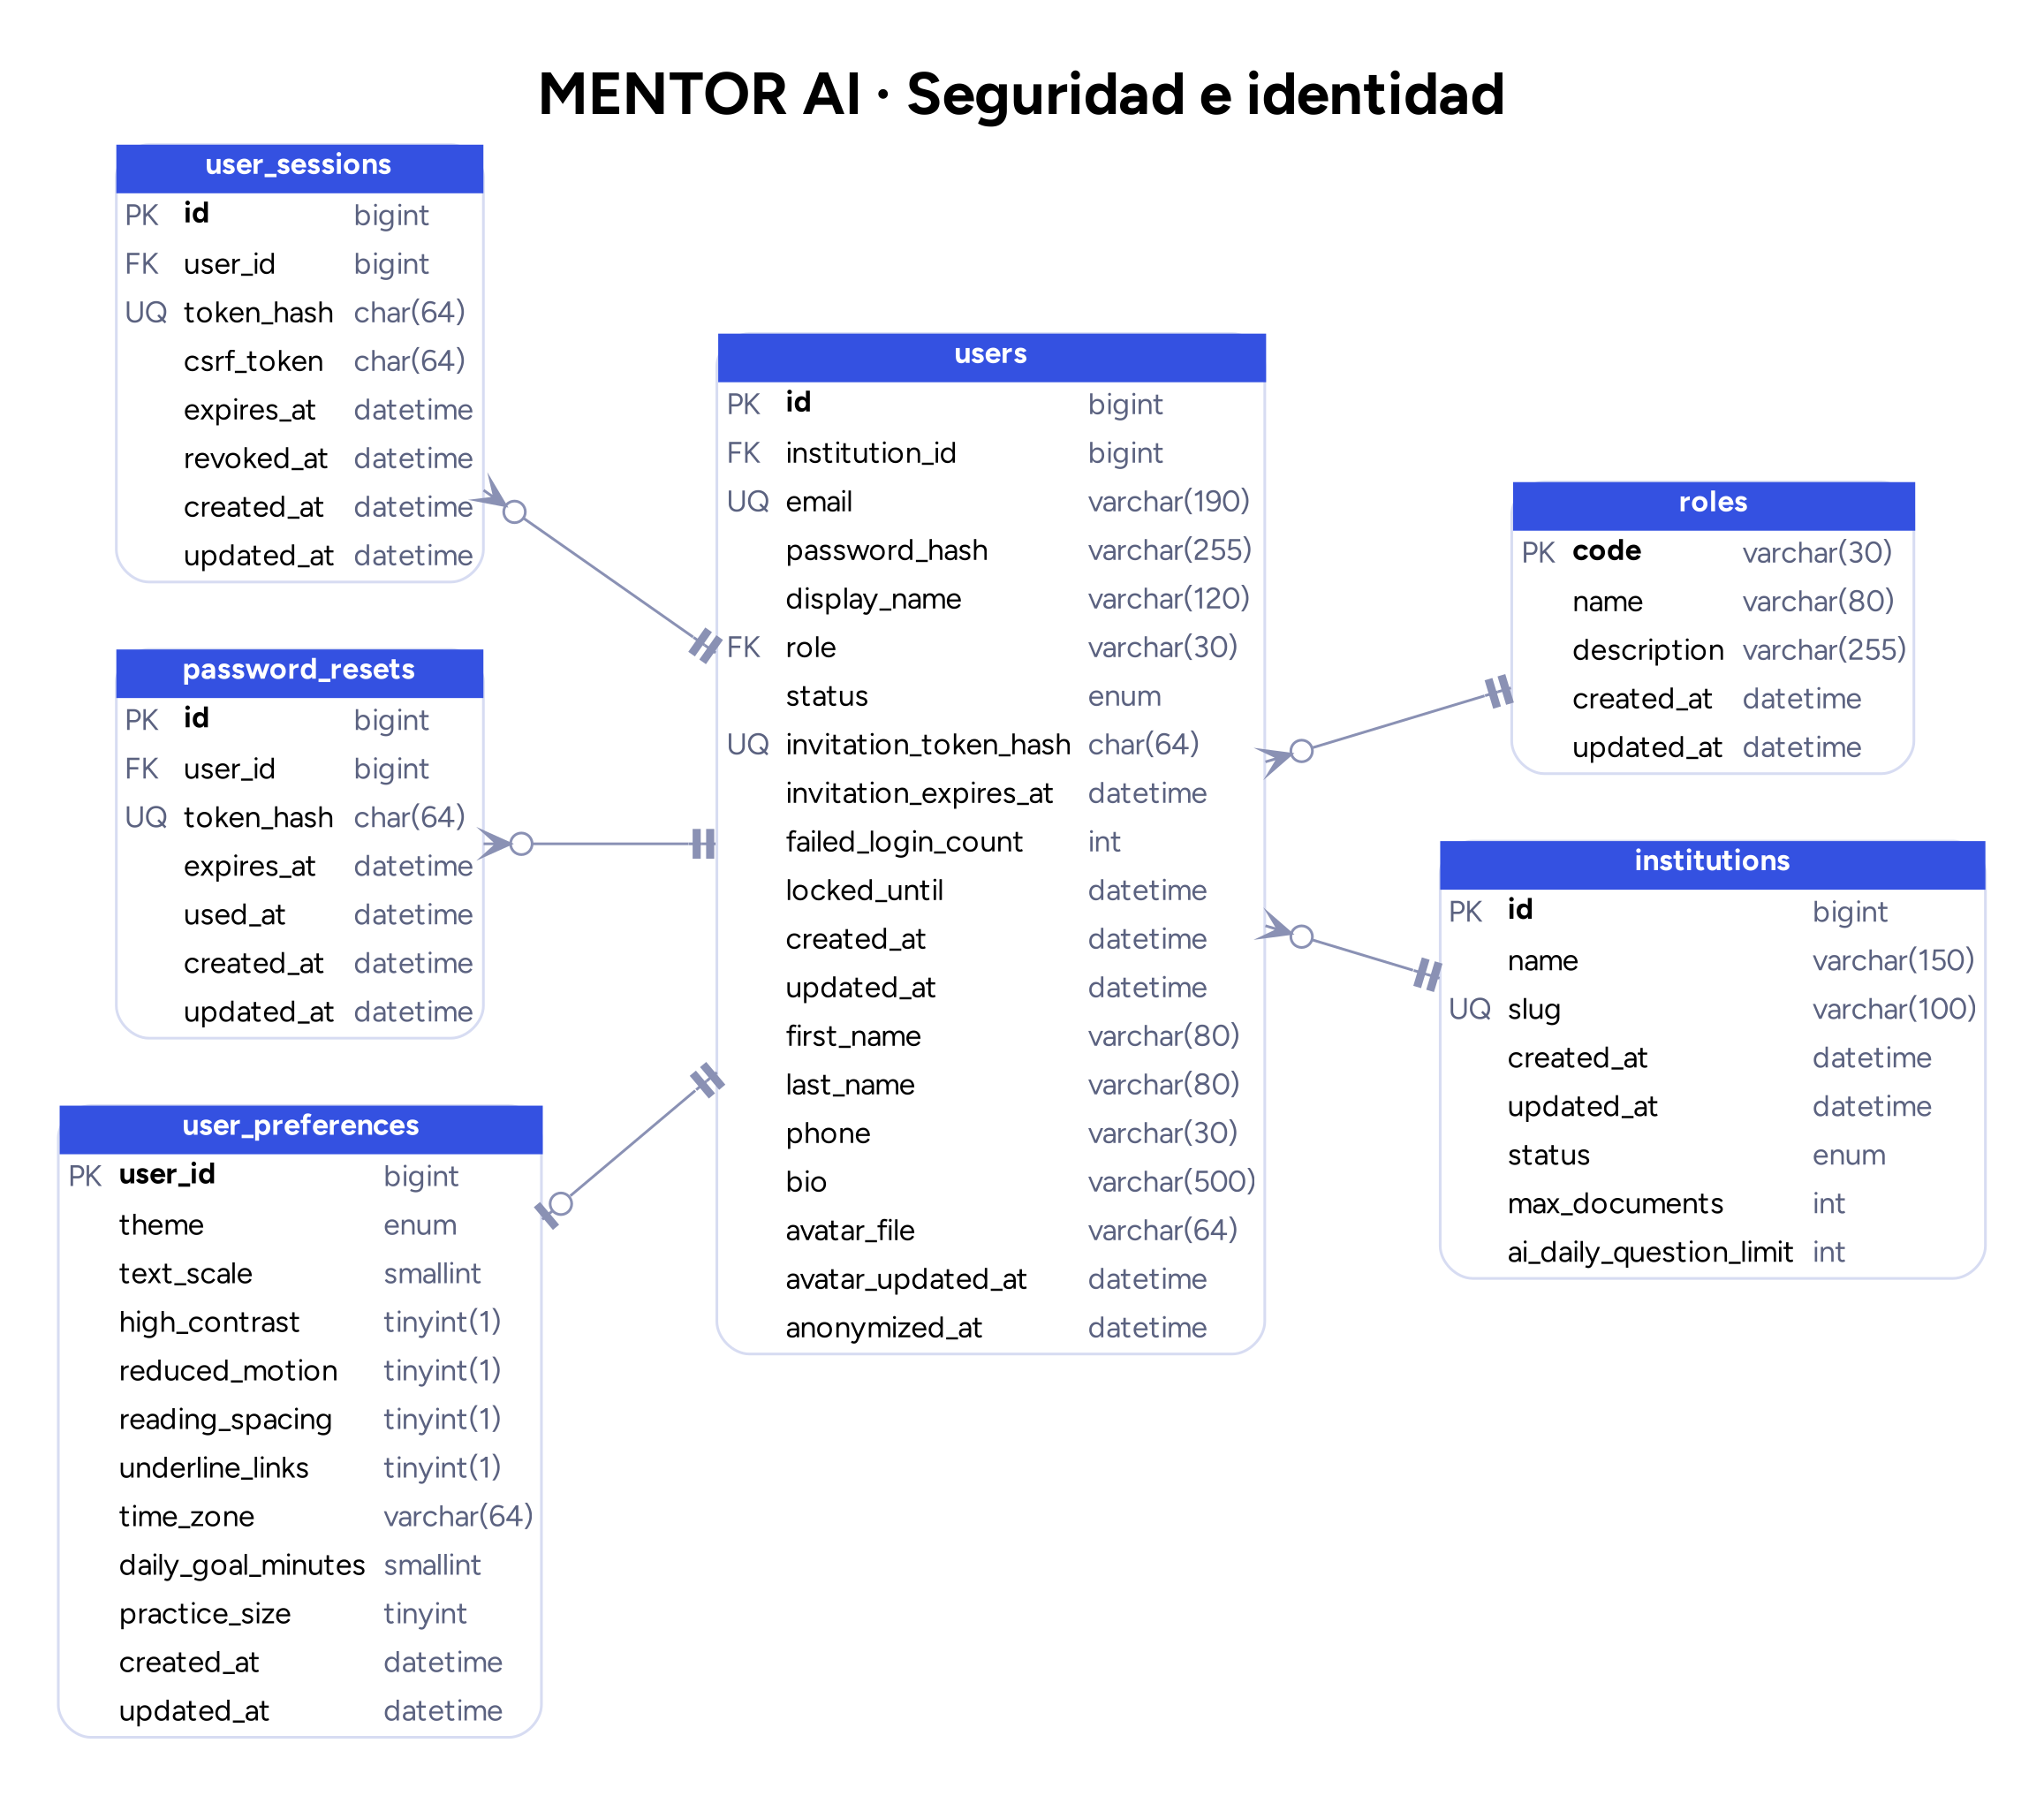 MENTOR AI · Seguridad e identidad
user_sessions
PK id bigint
FK user_id bigint
UQ token_hash char(64)
csrf_token char(64)
expires_at datetime
revoked_at datetime
created_at datetime
updated_at datetime
password_resets
PK id bigint
FK user_id bigint
UQ token_hash char(64)
expires_at datetime
used_at datetime
created_at datetime
updated_at datetime
user_preferences
PK user_id bigint
theme enum
text_scale smallint
high_contrast tinyint(1)
reduced_motion tinyint(1)
reading_spacing tinyint(1)
underline_links tinyint(1)
time_zone varchar(64)
daily_goal_minutes smallint
practice_size tinyint
created_at datetime
updated_at datetime
users
PK id bigint
FK institution_id bigint
UQ email varchar(190)
password_hash varchar(255)
display_name varchar(120)
FK role varchar(30)
status enum
UQ invitation_token_hash char(64)
invitation_expires_at datetime
failed_login_count int
locked_until datetime
created_at datetime
updated_at datetime
first_name varchar(80)
last_name varchar(80)
phone varchar(30)
bio varchar(500)
avatar_file varchar(64)
avatar_updated_at datetime
anonymized_at datetime
roles
PK code varchar(30)
name varchar(80)
description varchar(255)
created_at datetime
updated_at datetime
institutions
PK id bigint
name varchar(150)
UQ slug varchar(100)
created_at datetime
updated_at datetime
status enum
max_documents int
ai_daily_question_limit int